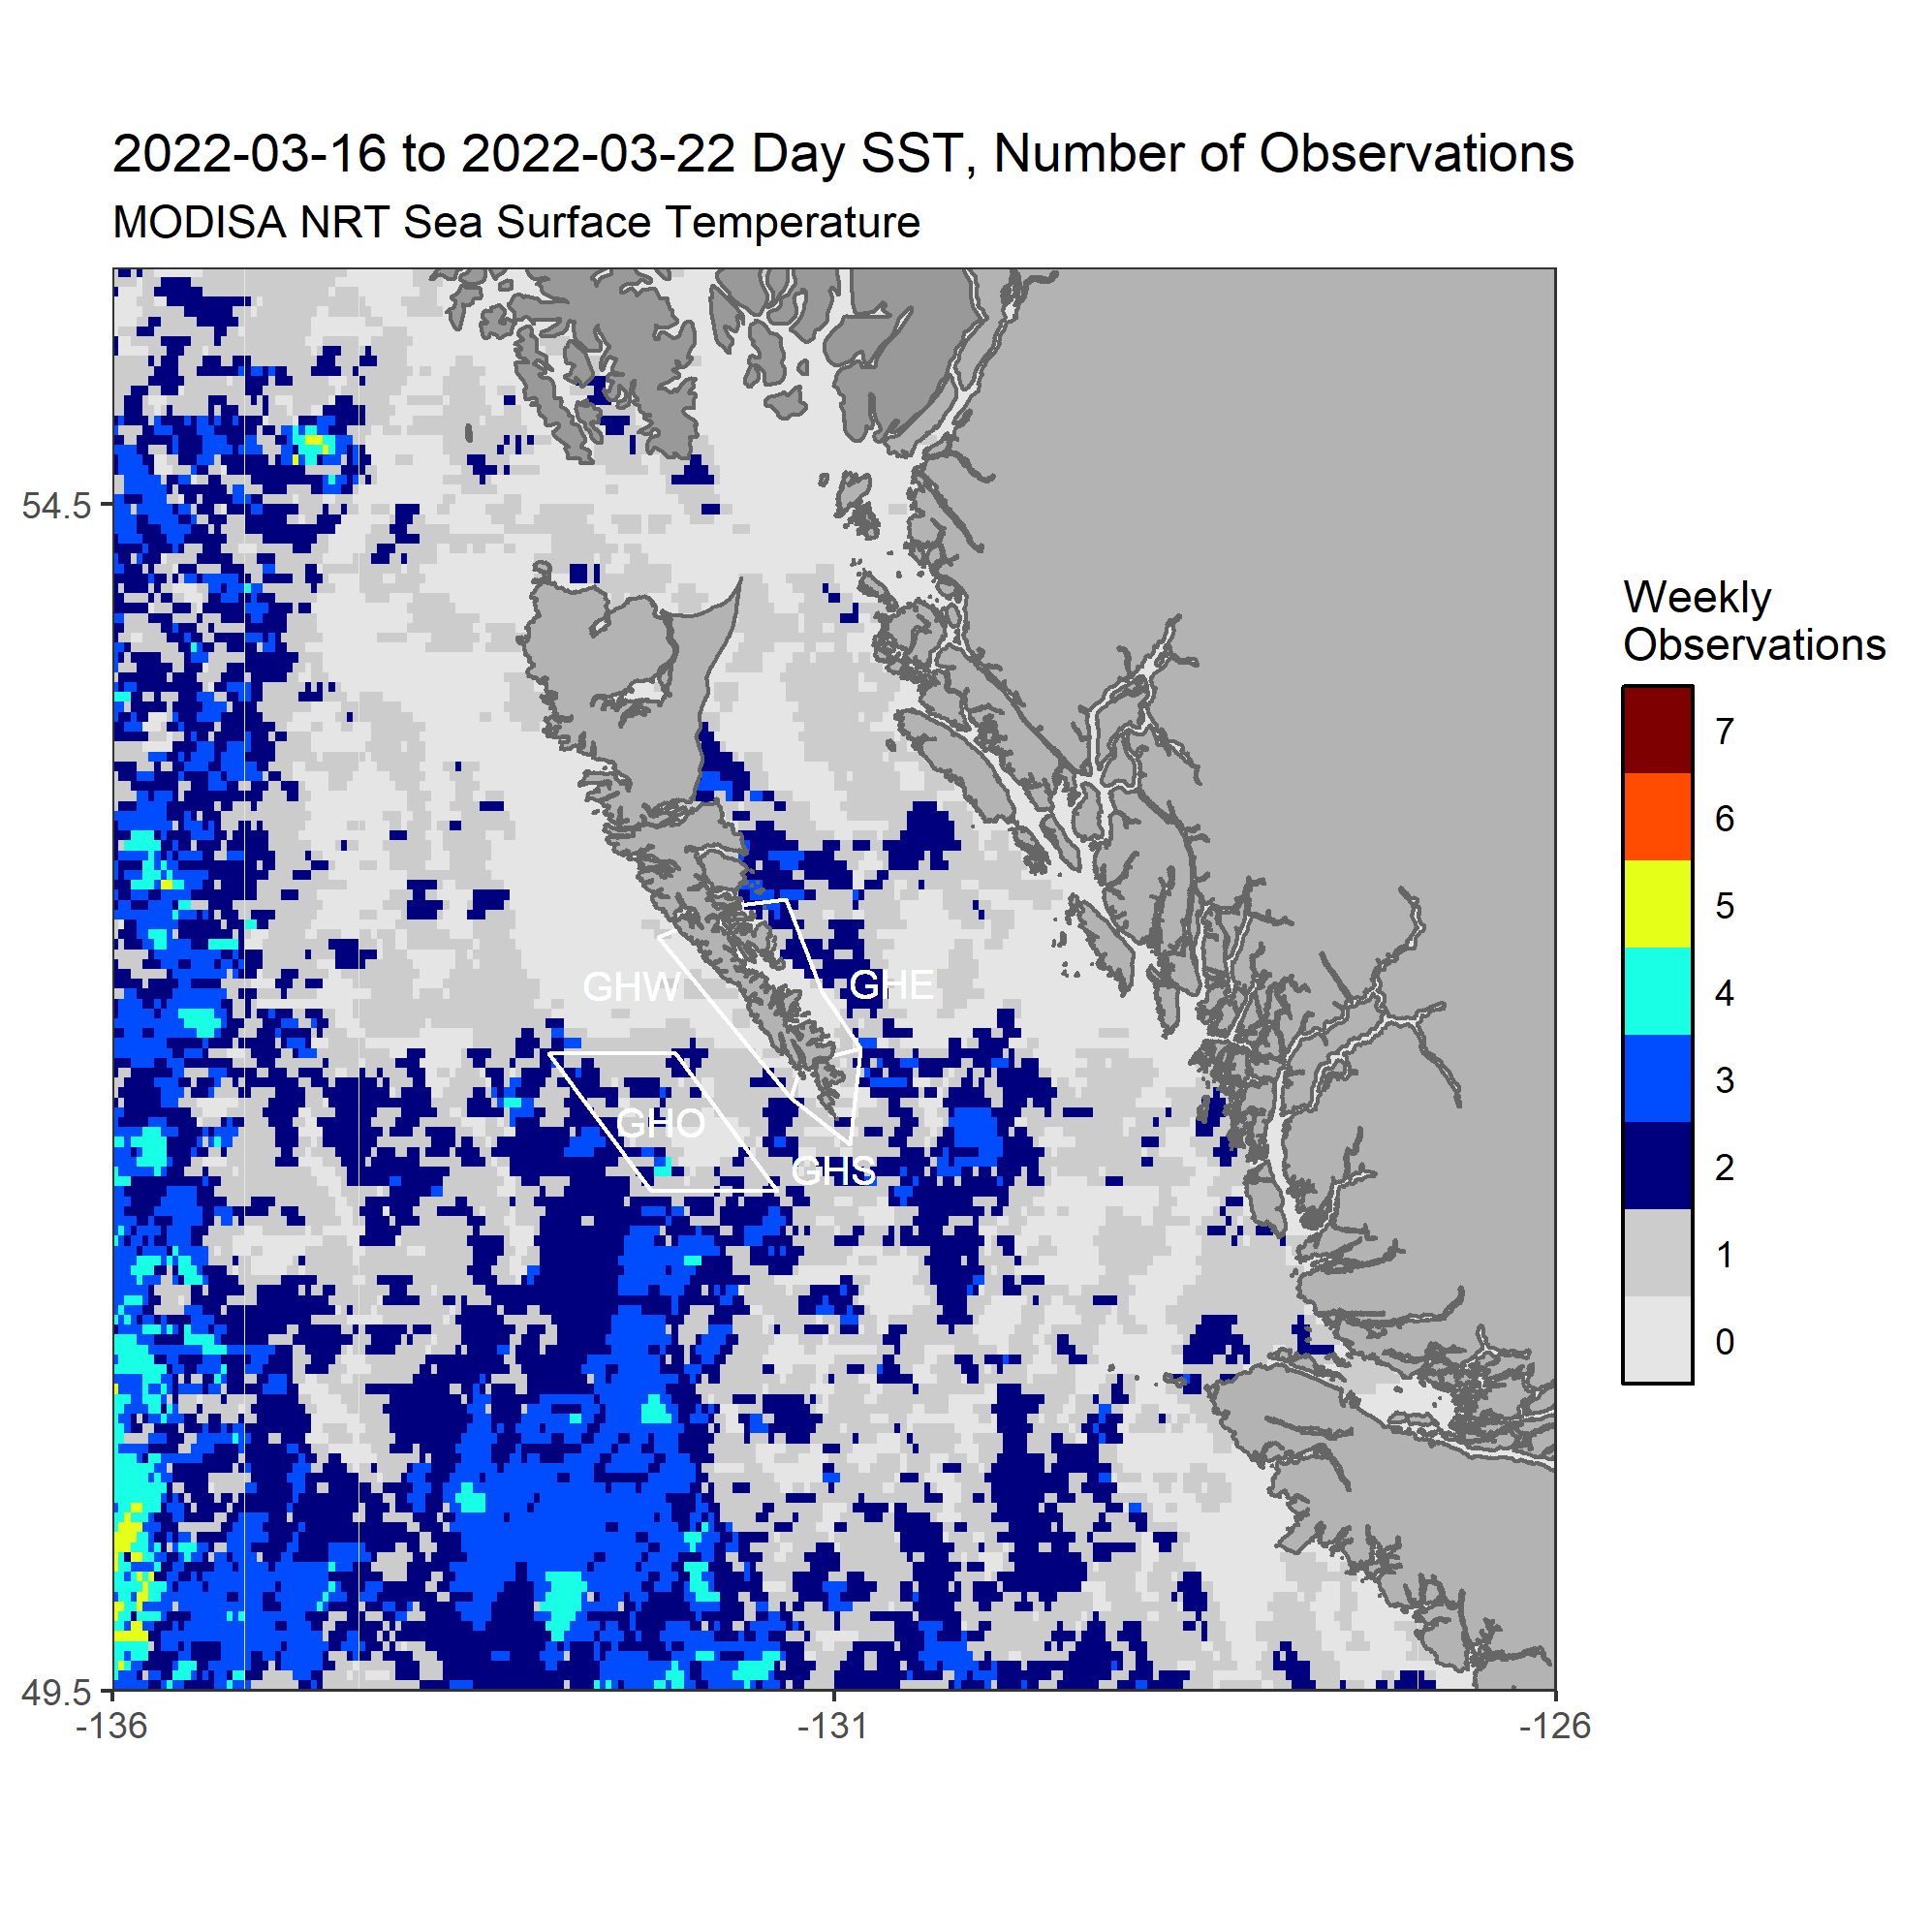 2022-03-16 to 2022-03-22 Day SST, Number of Observations
MODISA NRT Sea Surface Temperature
54.5
49.5
-136
-131
-126
GHW
GHE
GHO
GHS
Weekly
Observations
7
6
5
4
3
2
1
0